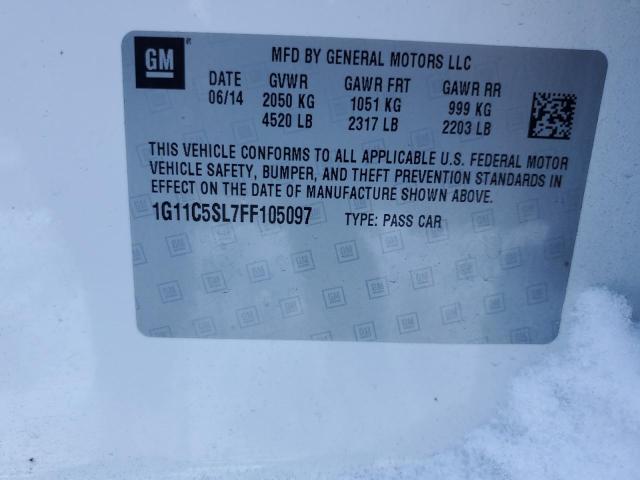 GM
MFD BY GENERAL MOTORS LLC
DATE GVWR GAWR FRT GAWR RR
06/14 2050 KG 1051 KG 999 KG
4520 LB 2317 LB 2203 LB
THIS VEHICLE CONFORMS TO ALL APPLICABLE U.S. FEDERAL MOTOR
VEHICLE SAFETY, BUMPER, AND THEFT PREVENTION STANDARDS IN
EFFECT ON THE DATE OF MANUFACTURE SHOWN ABOVE.
1G11C5SL7FF105097 TYPE: PASS CAR